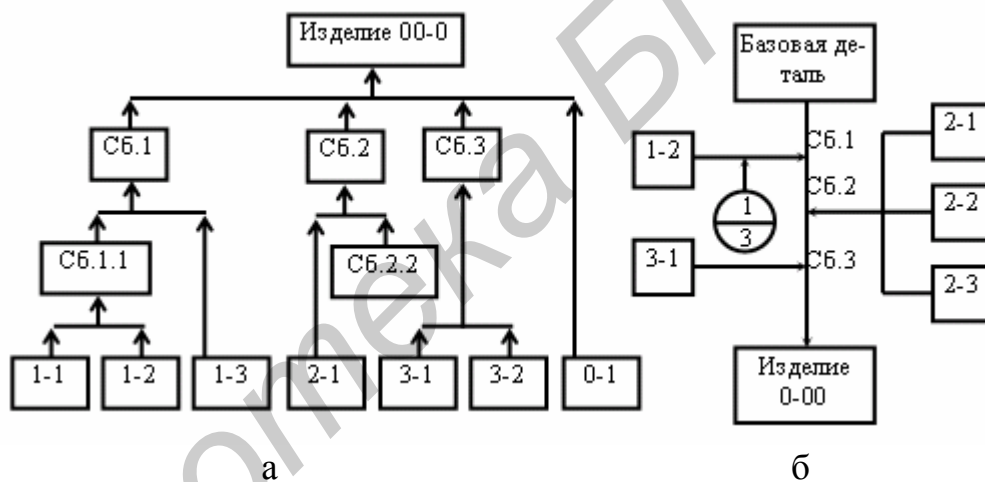 Изделие 00-0
Сб.1
Сб.2
Сб.3
Сб.1.1
Сб.2.2
1-1
1-2
1-3
2-1
3-1
3-2
0-1
а
Базовая де-
таль
1-2
Сб.1
2-1
Сб.2
1
3
2-2
3-1
Сб.3
2-3
Изделие
0-00
б